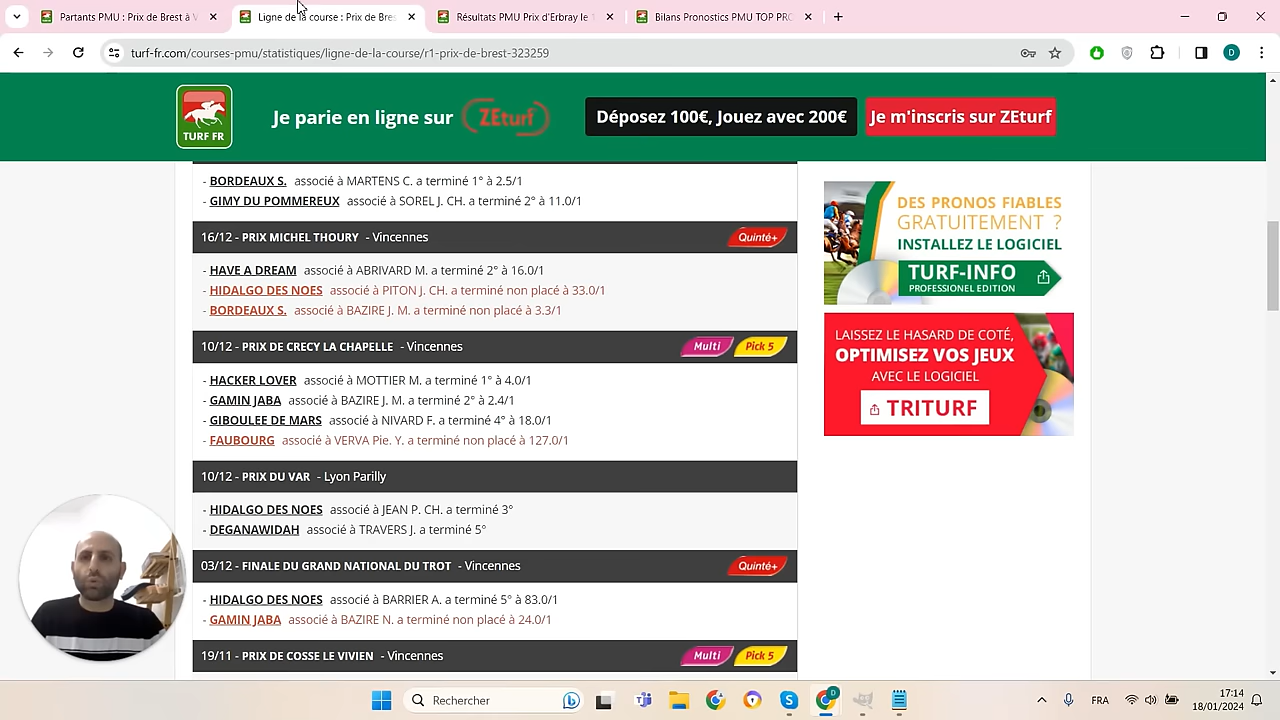 Partants PMU : Prix de Brest à
Ligne de la course : Prix de Bres
Résultats PMU Prix d'Erbray le
Bilans Pronostics PMU TOP PRO
turf-fr.com/courses-pmu/statistiques/ligne-de-la-course/r1-prix-de-brest-323259
D
TURF FR
Je parie en ligne sur ZEturf
Déposez 100€, Jouez avec 200€
Je m'inscris sur ZEturf
- BORDEAUX S. associé à MARTENS C. a terminé 1° à 2.5/1
- GIMY DU POMMEREUX associé à SOREL J. CH. a terminé 2° à 11.0/1
16/12 - PRIX MICHEL THOURY - Vincennes Quinté+
- HAVE A DREAM associé à ABRIVARD M. a terminé 2° à 16.0/1
- HIDALGO DES NOES associé à PITON J. CH. a terminé non placé à 33.0/1
- BORDEAUX S. associé à BAZIRE J. M. a terminé non placé à 3.3/1
10/12 - PRIX DE CRECY LA CHAPELLE - Vincennes Multi Pick 5
- HACKER LOVER associé à MOTTIER M. a terminé 1° à 4.0/1
- GAMIN JABA associé à BAZIRE J. M. a terminé 2° à 2.4/1
- GIBOULEE DE MARS associé à NIVARD F. a terminé 4° à 18.0/1
- FAUBOURG associé à VERVA Pie. Y. a terminé non placé à 127.0/1
10/12 - PRIX DU VAR - Lyon Parilly
- HIDALGO DES NOES associé à JEAN P. CH. a terminé 3°
- DEGANAWIDAH associé à TRAVERS J. a terminé 5°
03/12 - FINALE DU GRAND NATIONAL DU TROT - Vincennes Quinté+
- HIDALGO DES NOES associé à BARRIER A. a terminé 5° à 83.0/1
- GAMIN JABA associé à BAZIRE N. a terminé non placé à 24.0/1
19/11 - PRIX DE COSSE LE VIVIEN - Vincennes Multi Pick 5
DES PRONOS FIABLES
GRATUITEMENT ?
INSTALLEZ LE LOGICIEL
TURF-INFO
PROFESSIONEL EDITION
LAISSEZ LE HASARD DE COTÉ,
OPTIMISEZ VOS JEUX
AVEC LE LOGICIEL
TRITURF
Rechercher
FRA
17:14
18/01/2024